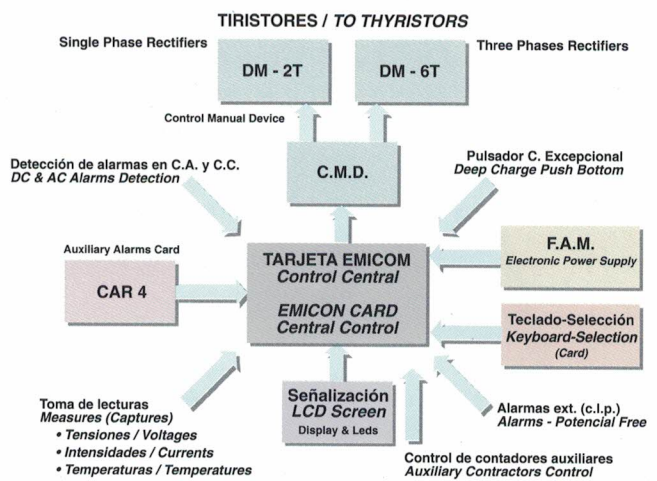 TIRISTORES / TO THYRISTORS
Single Phase Rectifiers
Three Phases Rectifiers
DM - 2T
DM - 6T
Control Manual Device
C.M.D.
Detección de alarmas en C.A. y C.C.
DC & AC Alarms Detection
Pulsador C. Excepcional
Deep Charge Push Bottom
Auxiliary Alarms Card
CAR 4
TARJETA EMICOM
Control Central
EMICON CARD
Central Control
F.A.M.
Electronic Power Supply
Teclado-Selección
Keyboard-Selection
(Card)
Toma de lecturas
Measures (Captures)
• Tensiones / Voltages
• Intensidades / Currents
• Temperaturas / Temperatures
Señalización
LCD Screen
Display & Leds
Alarmas ext. (c.l.p.)
Alarms - Potencial Free
Control de contadores auxiliares
Auxiliary Contractors Control